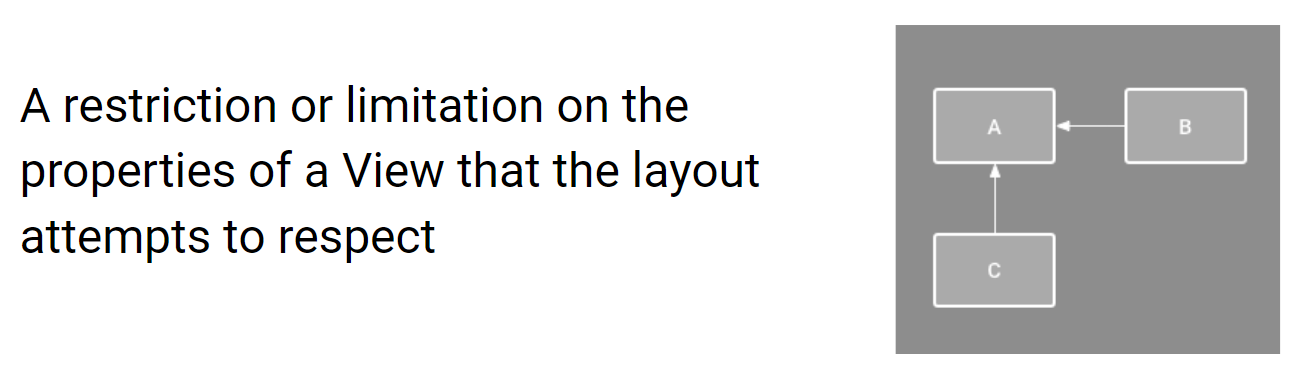 A restriction or limitation on the
properties of a View that the layout
attempts to respect
A
B
C